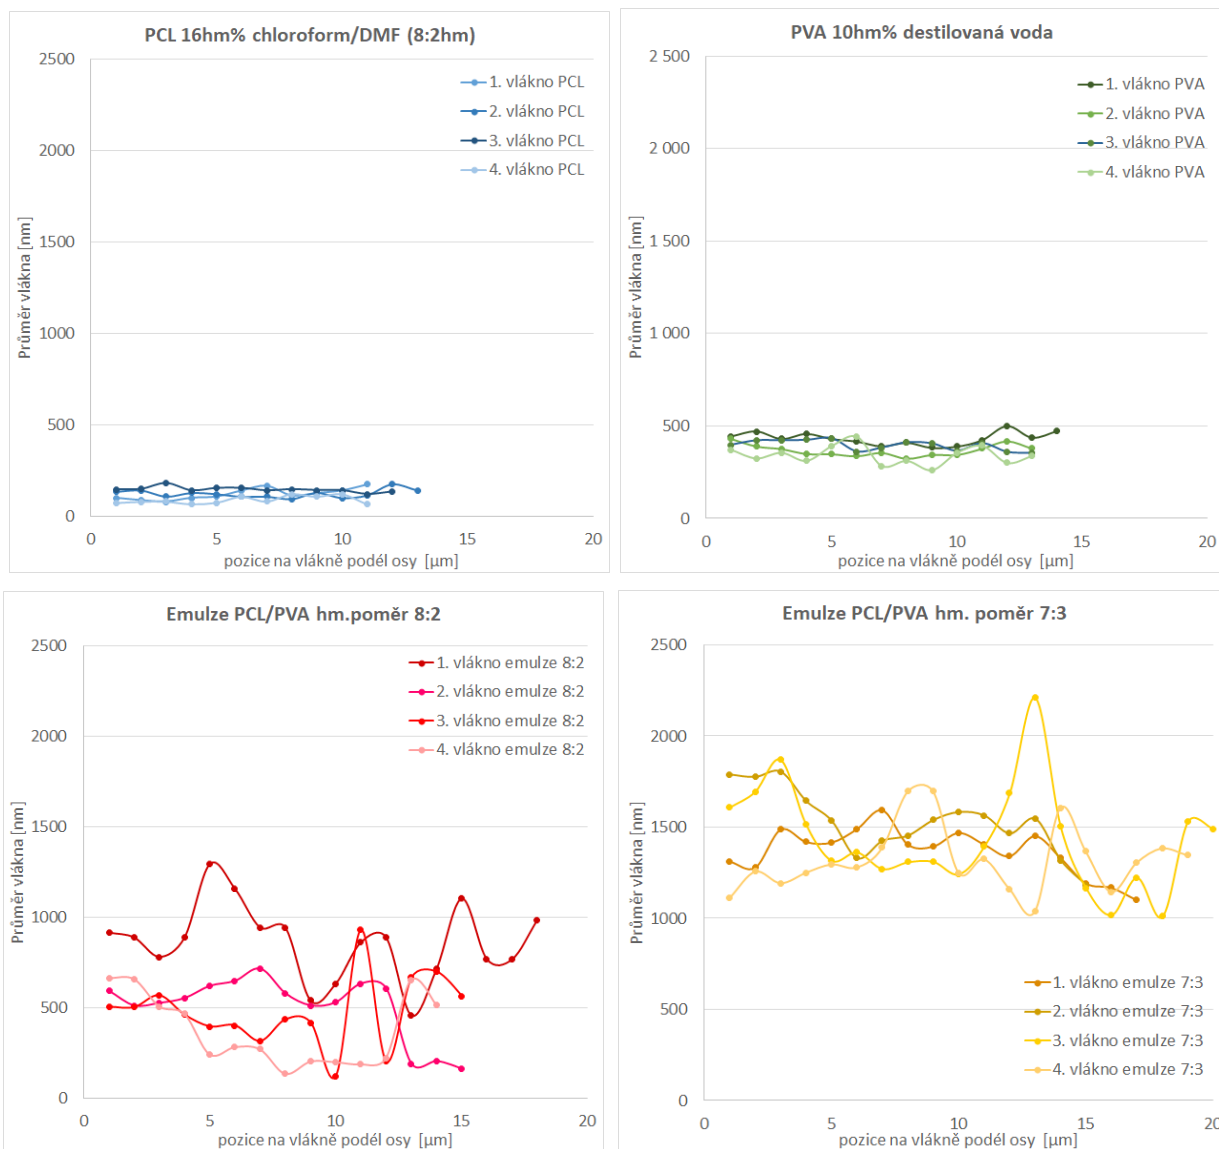 PCL 16hm% chloroform/DMF (8:2hm)
2500
2000
1500
1000
500
0
0
5
10
15
20
Průměr vlákna [nm]
pozice na vlákně podél osy [µm]
1. vlákno PCL
2. vlákno PCL
3. vlákno PCL
4. vlákno PCL
PVA 10hm% destilovaná voda
2 500
2 000
1 500
1 000
500
0
0
5
10
15
20
Průměr vlákna [nm]
pozice na vlákně podél osy [µm]
1. vlákno PVA
2. vlákno PVA
3. vlákno PVA
4. vlákno PVA
Emulze PCL/PVA hm.poměr 8:2
2500
2000
1500
1000
500
0
0
5
10
15
20
Průměr vlákna [nm]
pozice na vlákně podél osy [µm]
1. vlákno emulze 8:2
2. vlákno emulze 8:2
3. vlákno emulze 8:2
4. vlákno emulze 8:2
Emulze PCL/PVA hm. poměr 7:3
2500
2000
1500
1000
500
0
0
5
10
15
20
Průměr vlákna [nm]
pozice na vlákně podél osy [µm]
1. vlákno emulze 7:3
2. vlákno emulze 7:3
3. vlákno emulze 7:3
4. vlákno emulze 7:3